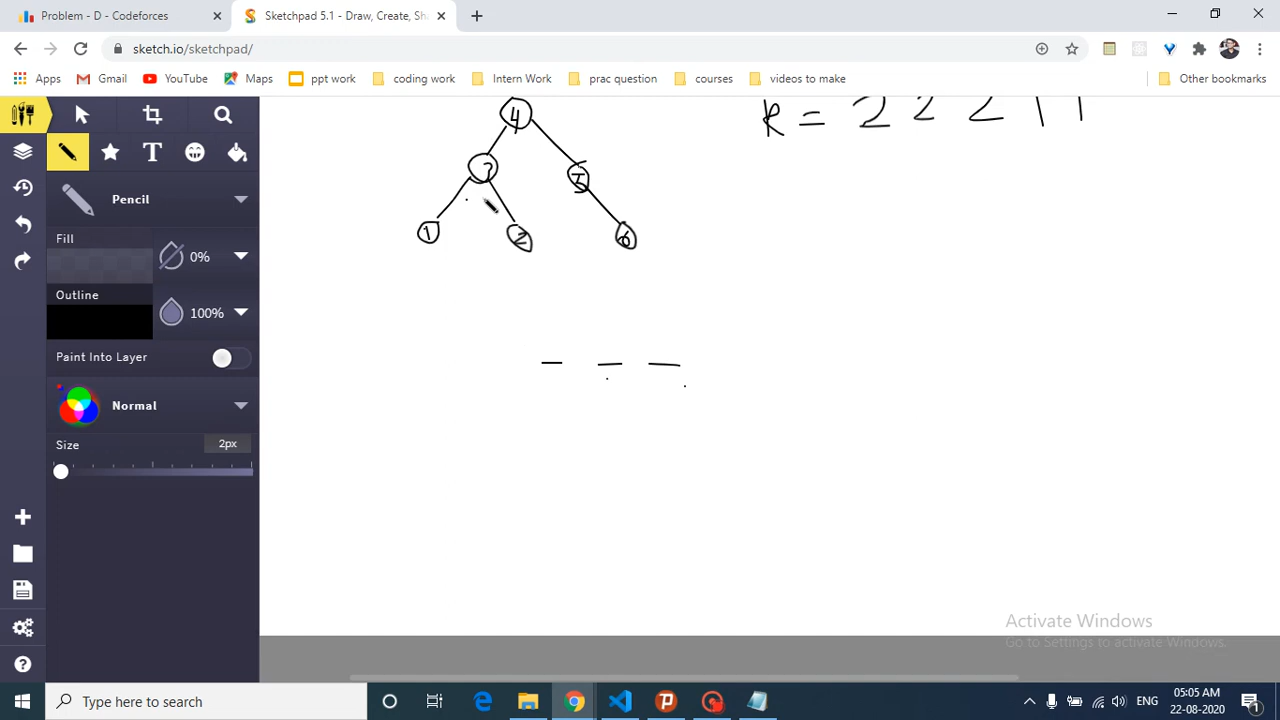 Problem - D - Codeforces
Sketchpad 5.1 - Draw, Create, Sh
sketch.io/sketchpad/
Apps
Gmail
YouTube
Maps
ppt work
coding work
Intern Work
prac question
courses
videos to make
Other bookmarks
4
5
1
2
6
k = 2 2 2 1 1
Pencil
Fill
0%
Outline
100%
Paint Into Layer
Normal
Size
2px
Activate Windows
Go to Settings to activate Windows.
Type here to search
ENG
05:05 AM
22-08-2020